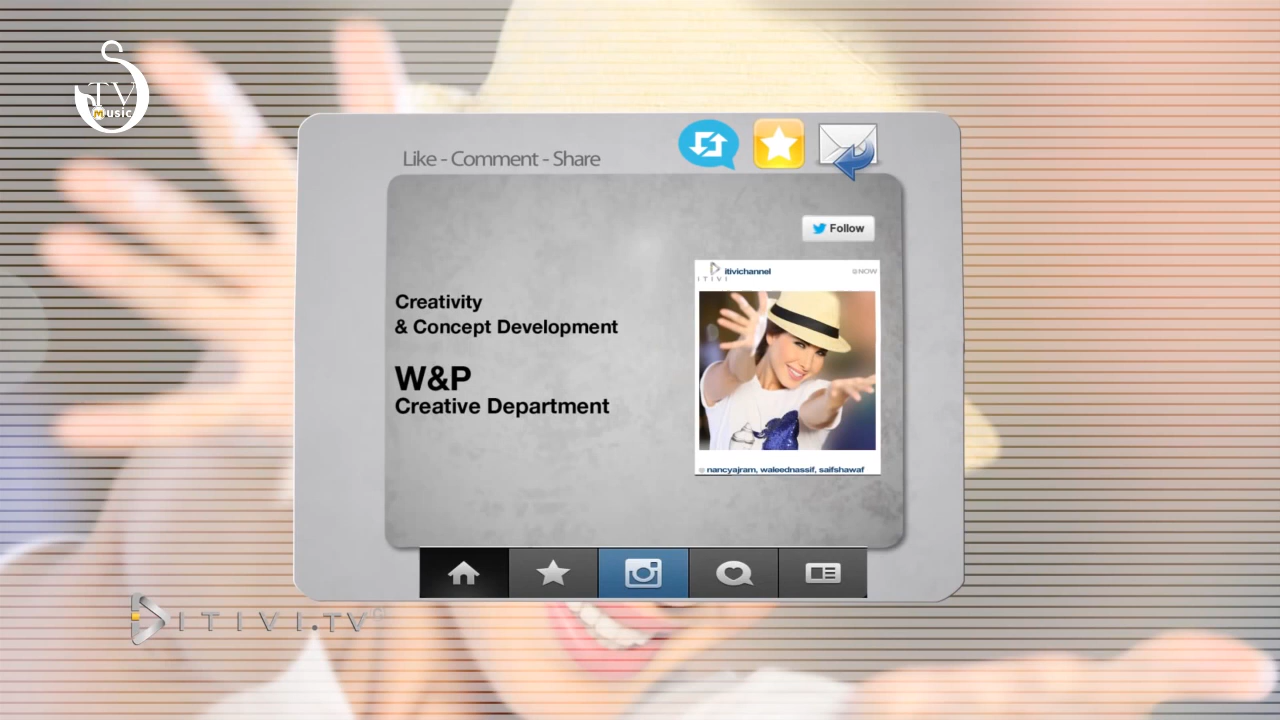 TV
Music
Like - Comment - Share
Follow
ITIVI
itivichannel
NOW
Creativity
& Concept Development
W&P
Creative Department
nancyajram, waleednassif, saifshawaf
ITIVI.TV